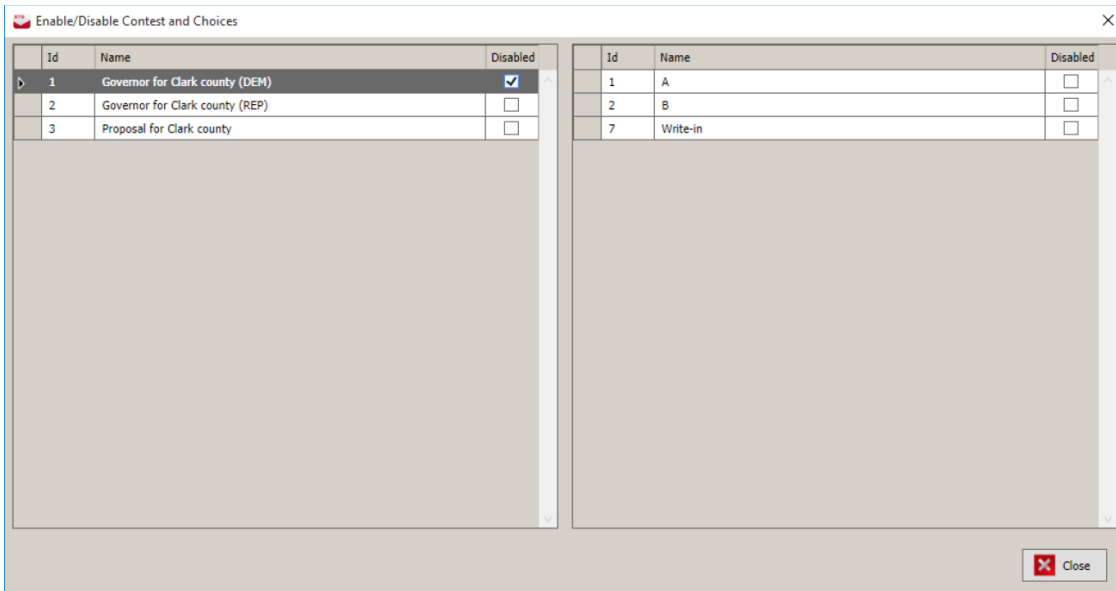 Enable/Disable Contest and Choices
Id Name Disabled
1 Governor for Clark county (DEM)
2 Governor for Clark county (REP)
3 Proposal for Clark county
Id Name Disabled
1 A
2 B
7 Write-in
Close